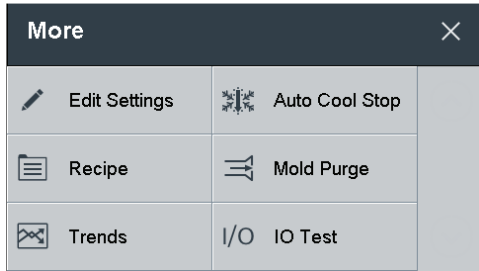 More
Edit Settings
Auto Cool Stop
Recipe
Mold Purge
Trends
I/O IO Test